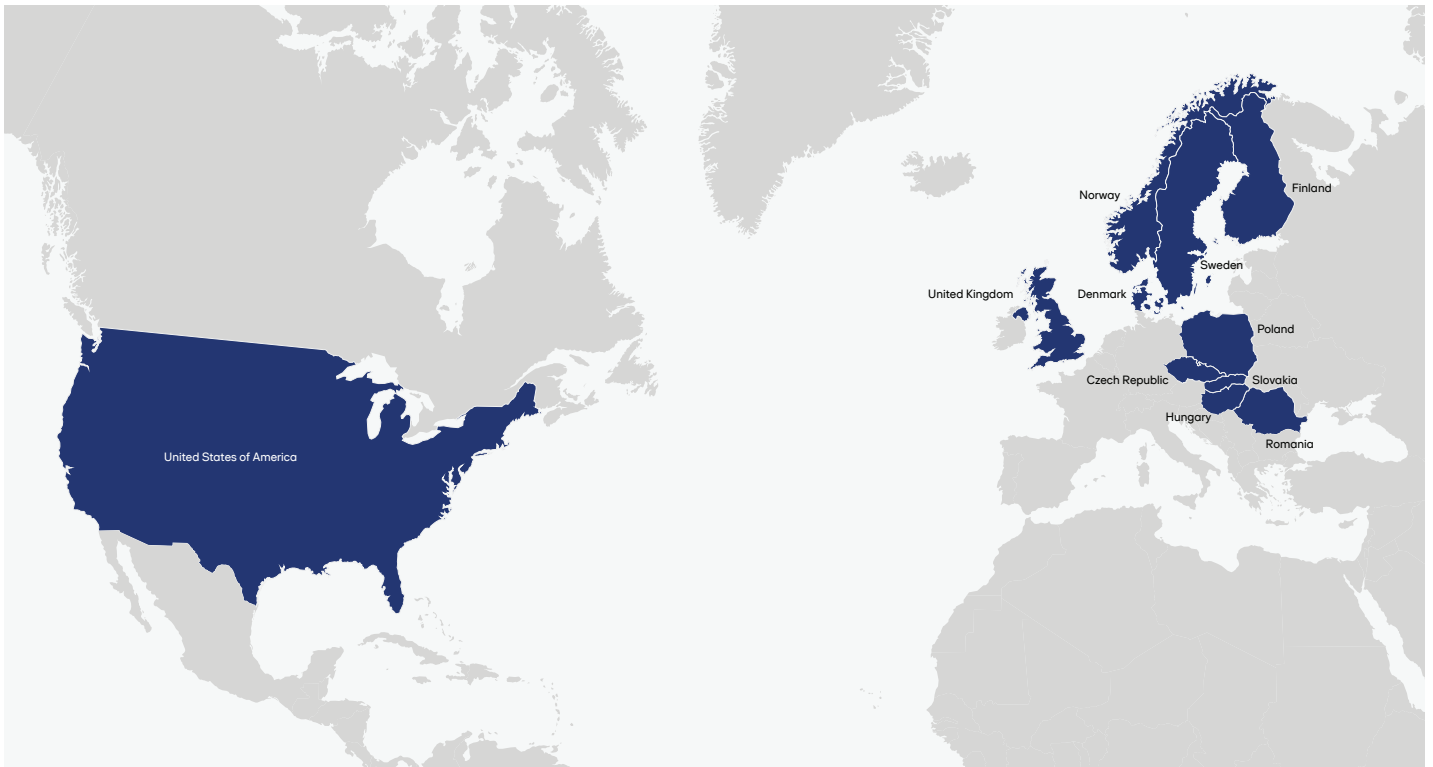 Norway
Finland
Sweden
United Kingdom
Denmark
Poland
Czech Republic
Slovakia
Hungary
Romania
United States of America